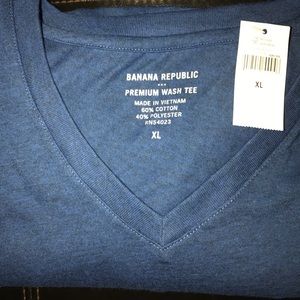 BANANA REPUBLIC
PREMIUM WASH TEE
MADE IN VIETNAM
60% COTTON
40% POLYESTER
RN54023
XL
XL